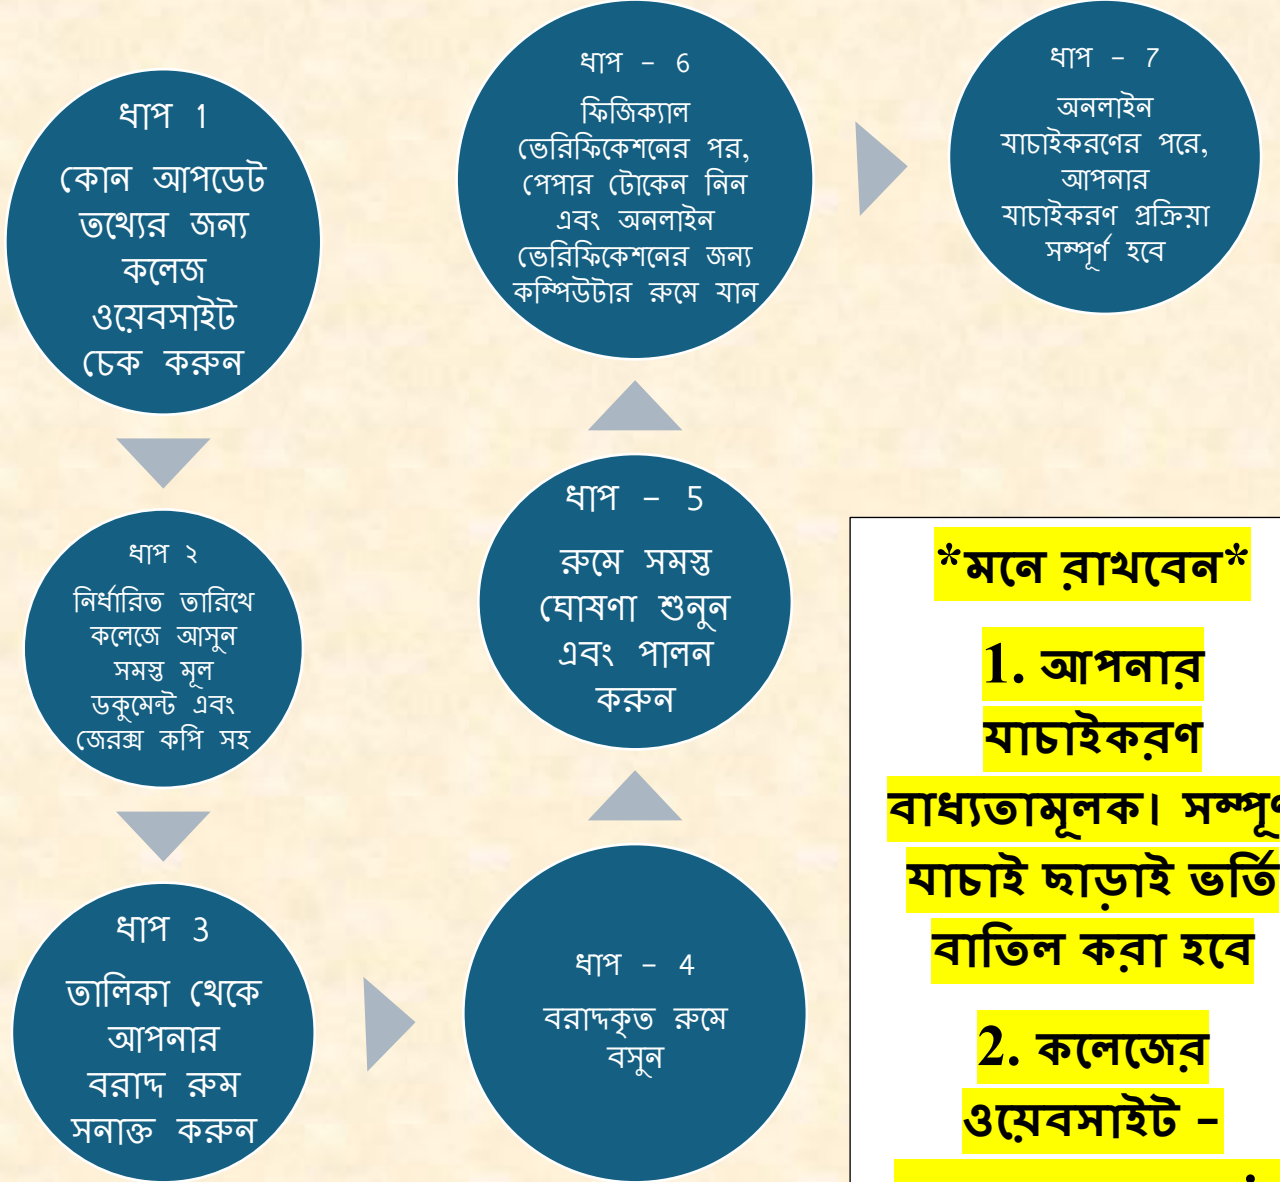 ধাপ 1
কোন আপডেট
তথ্যের জন্য
কলেজ
ওয়েবসাইট
চেক করুন
ধাপ ২
নির্ধারিত তারিখে
কলেজে আসুন
সমস্ত মূল
ডকুমেন্ট এবং
জেরক্স কপি সহ
ধাপ 3
তালিকা থেকে
আপনার
বরাদ্দ রুম
সনাক্ত করুন
ধাপ – 4
বরাদ্দকৃত রুমে
বসুন
ধাপ – 5
রুমে সমস্ত
ঘোষণা শুনুন
এবং পালন
করুন
ধাপ – 6
ফিজিক্যাল
ভেরিফিকেশনের পর,
পেপার টোকেন নিন
এবং অনলাইন
ভেরিফিকেশনের জন্য
কম্পিউটার রুমে যান
ধাপ – 7
অনলাইন
যাচাইকরণের পরে,
আপনার
যাচাইকরণ প্রক্রিয়া
সম্পূর্ণ হবে
*মনে রাখবেন*
1. আপনার
যাচাইকরণ
বাধ্যতামূলক।
যাচাই ছাড়াই ভর্তি
বাতিল করা হবে
2. কলেজের
ওয়েবসাইট –